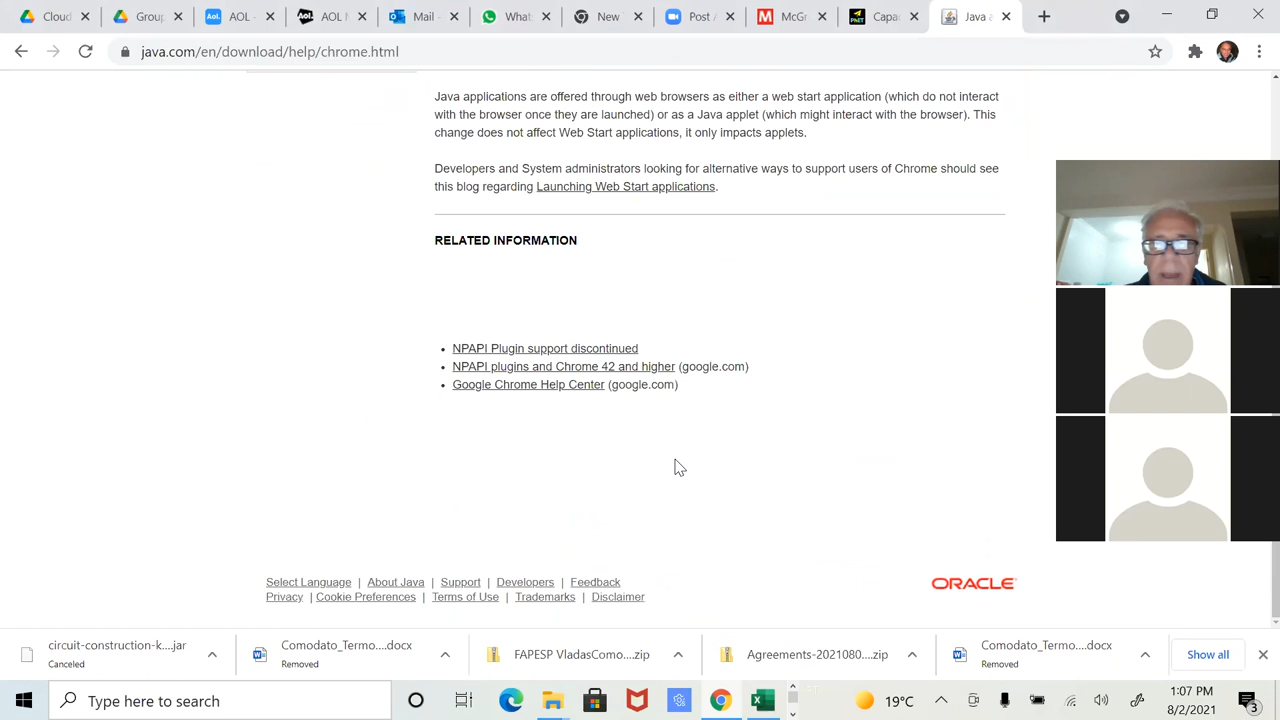 Cloud
Group
AOL -
AOL M
Mail -
Whats
New
Post A
McGr
Capac
Java a
java.com/en/download/help/chrome.html
Java applications are offered through web browsers as either a web start application (which do not interact
with the browser once they are launched) or as a Java applet (which might interact with the browser). This
change does not affect Web Start applications, it only impacts applets.
Developers and System administrators looking for alternative ways to support users of Chrome should see
this blog regarding Launching Web Start applications.
RELATED INFORMATION
• NPAPI Plugin support discontinued
• NPAPI plugins and Chrome 42 and higher (google.com)
• Google Chrome Help Center (google.com)
Select Language | About Java | Support | Developers | Feedback
Privacy | Cookie Preferences | Terms of Use | Trademarks | Disclaimer
ORACLE
circuit-construction-k....jar
Canceled
Comodato_Termo....docx
Removed
FAPESP VladasComo....zip
Agreements-2021080....zip
Comodato_Termo....docx
Removed
Show all
Type here to search
19°C
1:07 PM
8/2/2021
3